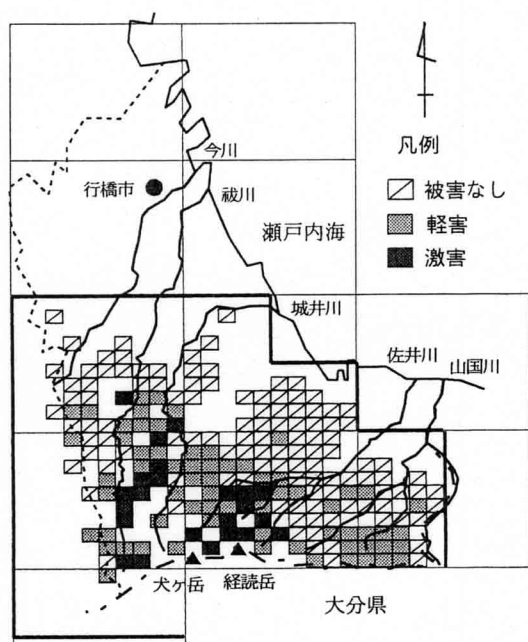 今川
行橋市
祓川
瀬戸内海
城井川
佐井川
山国川
犬ヶ岳
経読岳
大分県
凡例
被害なし
軽害
激害